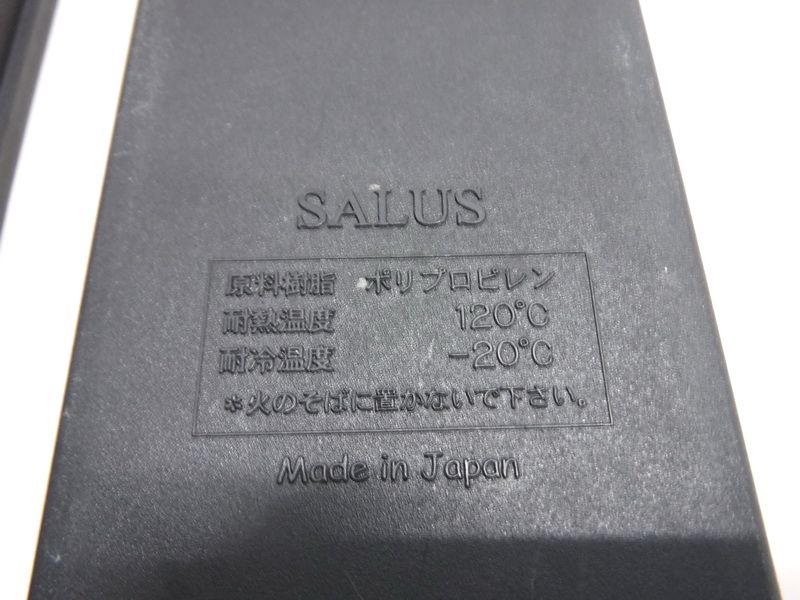 SALUS
原料樹脂 ポリプロピレン
耐熱温度 120℃
耐冷温度 -20℃
*火のそばに置かないで下さい。
Made in Japan